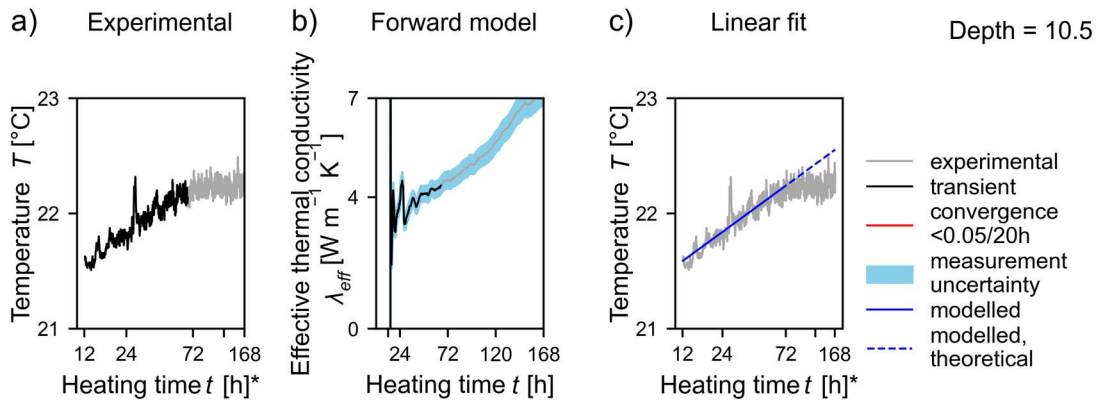 a) Experimental
b) Forward model
c) Linear fit
Depth = 10.5
Temperature T [°C]
23
22
21
12 24 72 168
Heating time t [h]*
Effective thermal conductivity
λeff [W m⁻¹ K⁻¹]
7
4
0
24 72 120 168
Heating time t [h]
Temperature T [°C]
23
22
21
12 24 72 168
Heating time t [h]*
experimental
transient
convergence
<0.05/20h
measurement
uncertainty
modelled
modelled,
theoretical